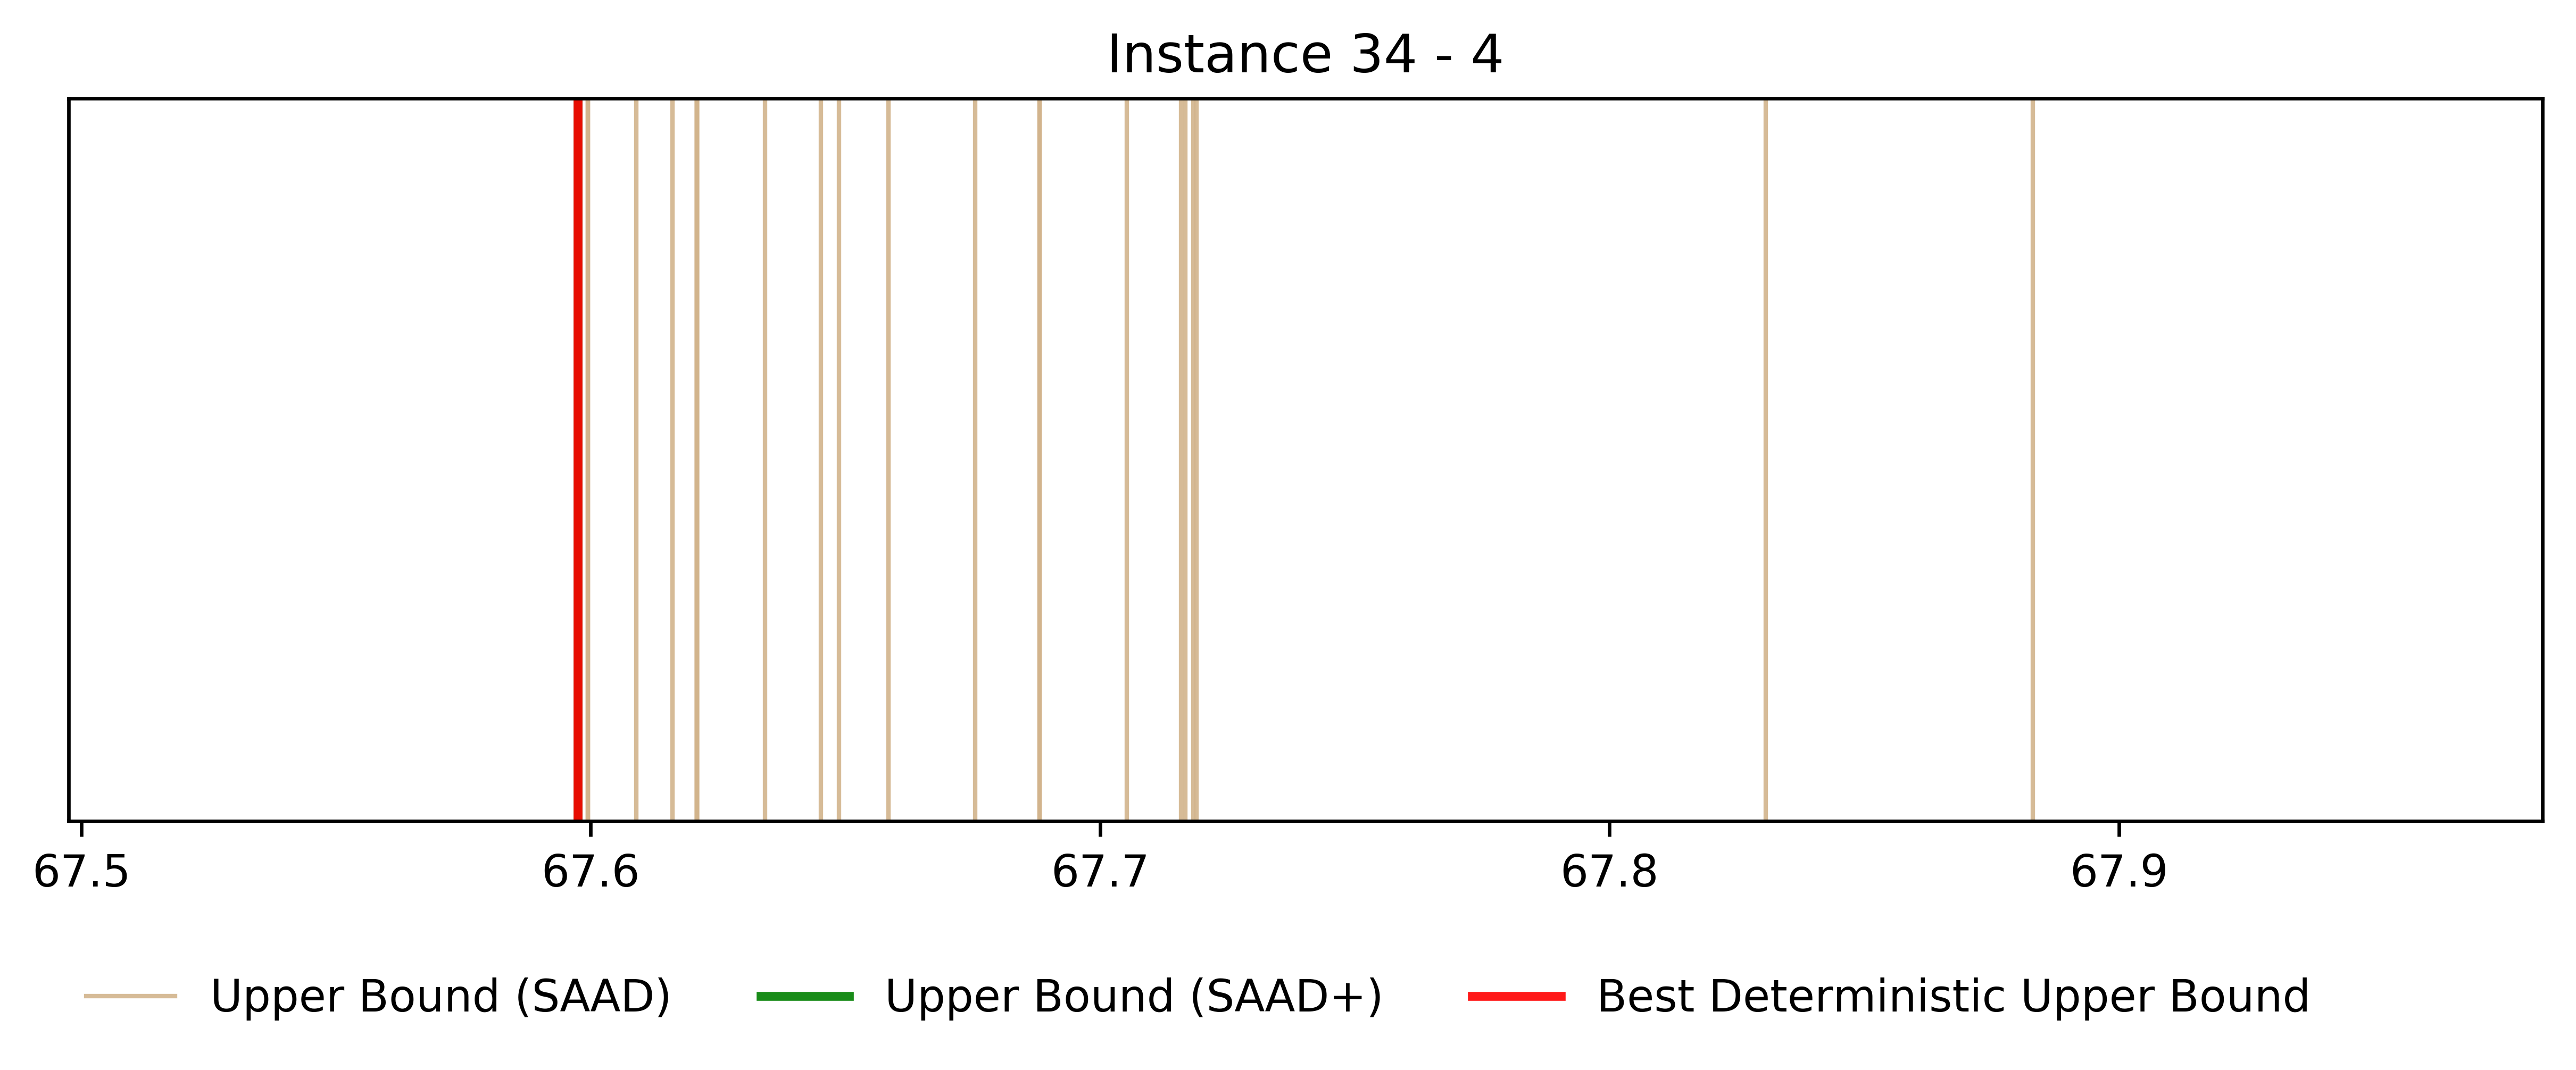 Instance 34 - 4
67.5 67.6 67.7 67.8 67.9
Upper Bound (SAAD) Upper Bound (SAAD+) Best Deterministic Upper Bound